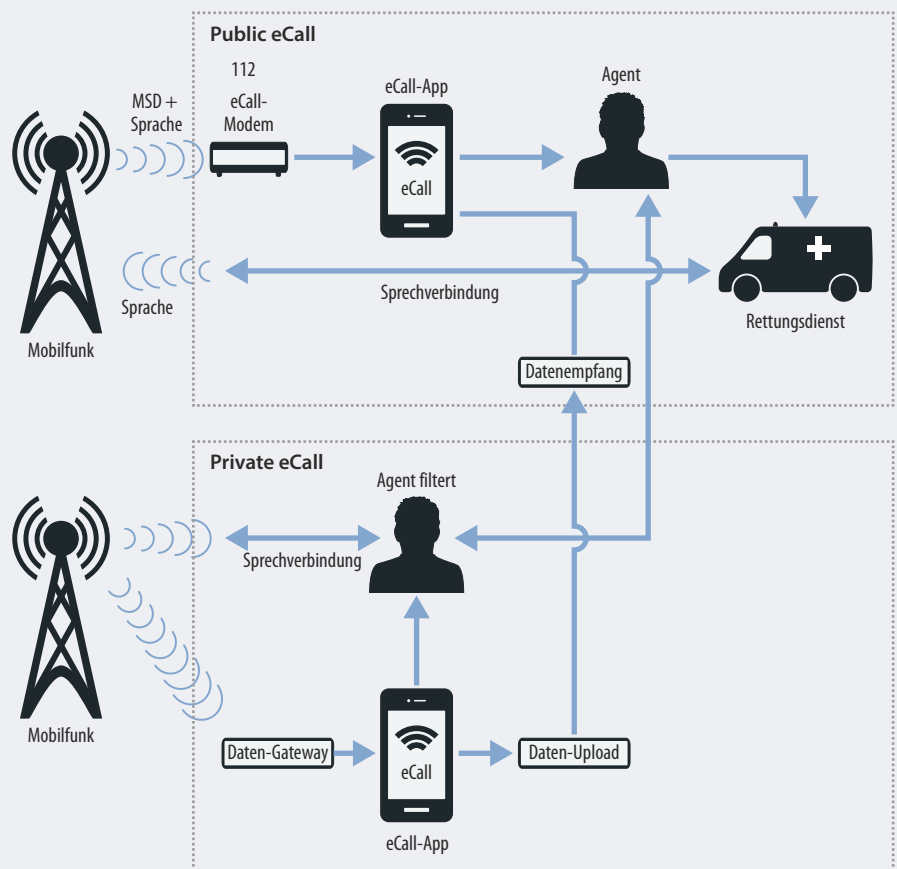 Public eCall
112
eCall-
Modem
MSD +
Sprache
eCall-App
eCall
Agent
Sprechverbindung
Sprache
Mobilfunk
Rettungsdienst
Datenempfang
Private eCall
Agent filtert
Sprechverbindung
Mobilfunk
Daten-Gateway
eCall
Daten-Upload
eCall-App